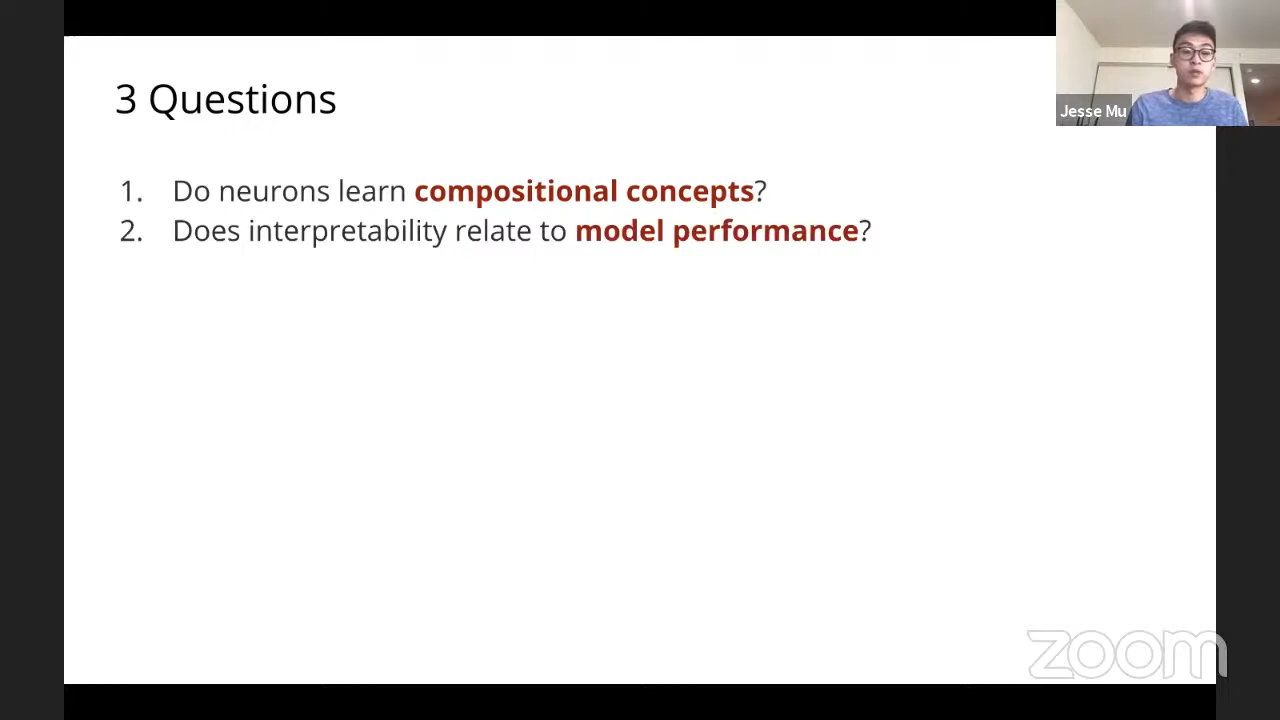 3 Questions
1. Do neurons learn compositional concepts?
2. Does interpretability relate to model performance?
Jesse Mu
zoom